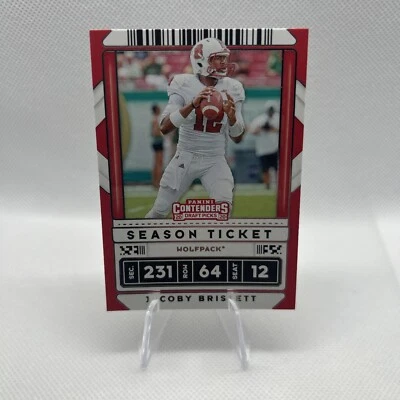 12
PANINI
CONTENDERS
DRAFT PICKS
SEASON TICKET
WOLFPACK
SEC. 231 ROW 64 SEAT 12
JACOBY BRISSETT